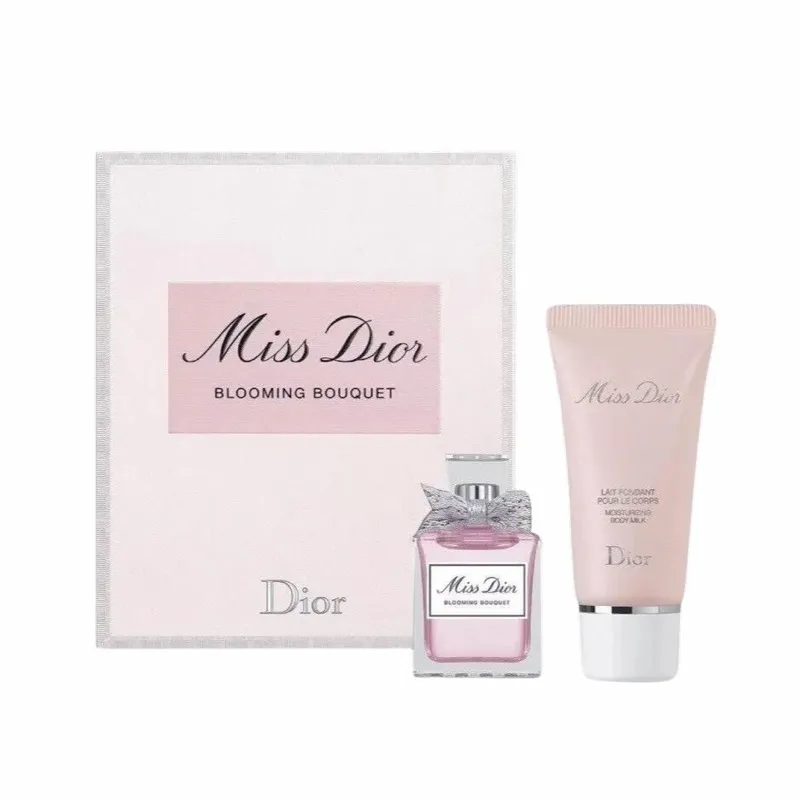 Miss Dior
BLOOMING BOUQUET
Dior
Miss Dior
BLOOMING BOUQUET
Miss Dior
LAIT FONDANT
POUR LE CORPS
MOISTURIZING
BODY MILK
Dior